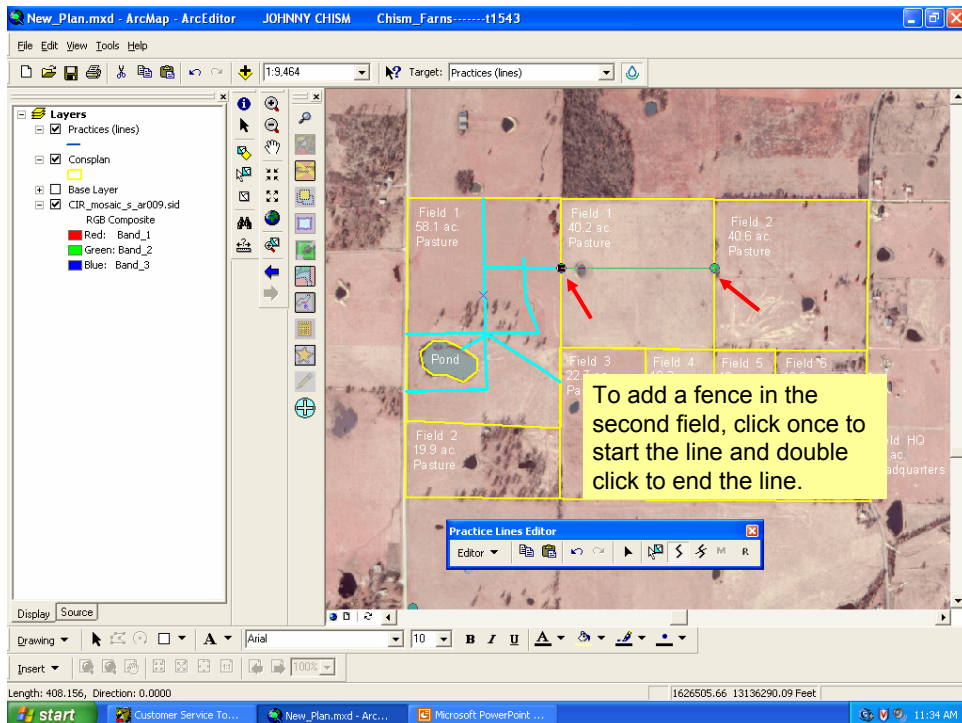 New_Plan.mxd - ArcMap - ArcEditor JOHNNY CHISM Chism_Farns-------t1543
File Edit View Tools Help
1:9,464
Target: Practices (lines)
Layers
Practices (lines)
Consplan
Base Layer
CIR_mosaic_s_ar009.sid
RGB Composite
Red: Band_1
Green: Band_2
Blue: Band_3
Field 1
58.1 ac.
Pasture
Field 1
40.2 ac.
Pasture
Field 2
40.6 ac.
Pasture
Pond
Field 3
Field 4
Field 5
Field 6
To add a fence in the
second field, click once to
start the line and double
click to end the line.
HQ
ac.
Field 2
19.9 ac.
Pasture
Practice Lines Editor
Editor
M R
Display Source
Drawing A Arial 10 B I U A
Insert 100%
Length: 408.156, Direction: 0.0000
1626505.66 13136290.09 Feet
start Customer Service To... New_Plan.mxd - Arc... Microsoft PowerPoint ... 11:34 AM